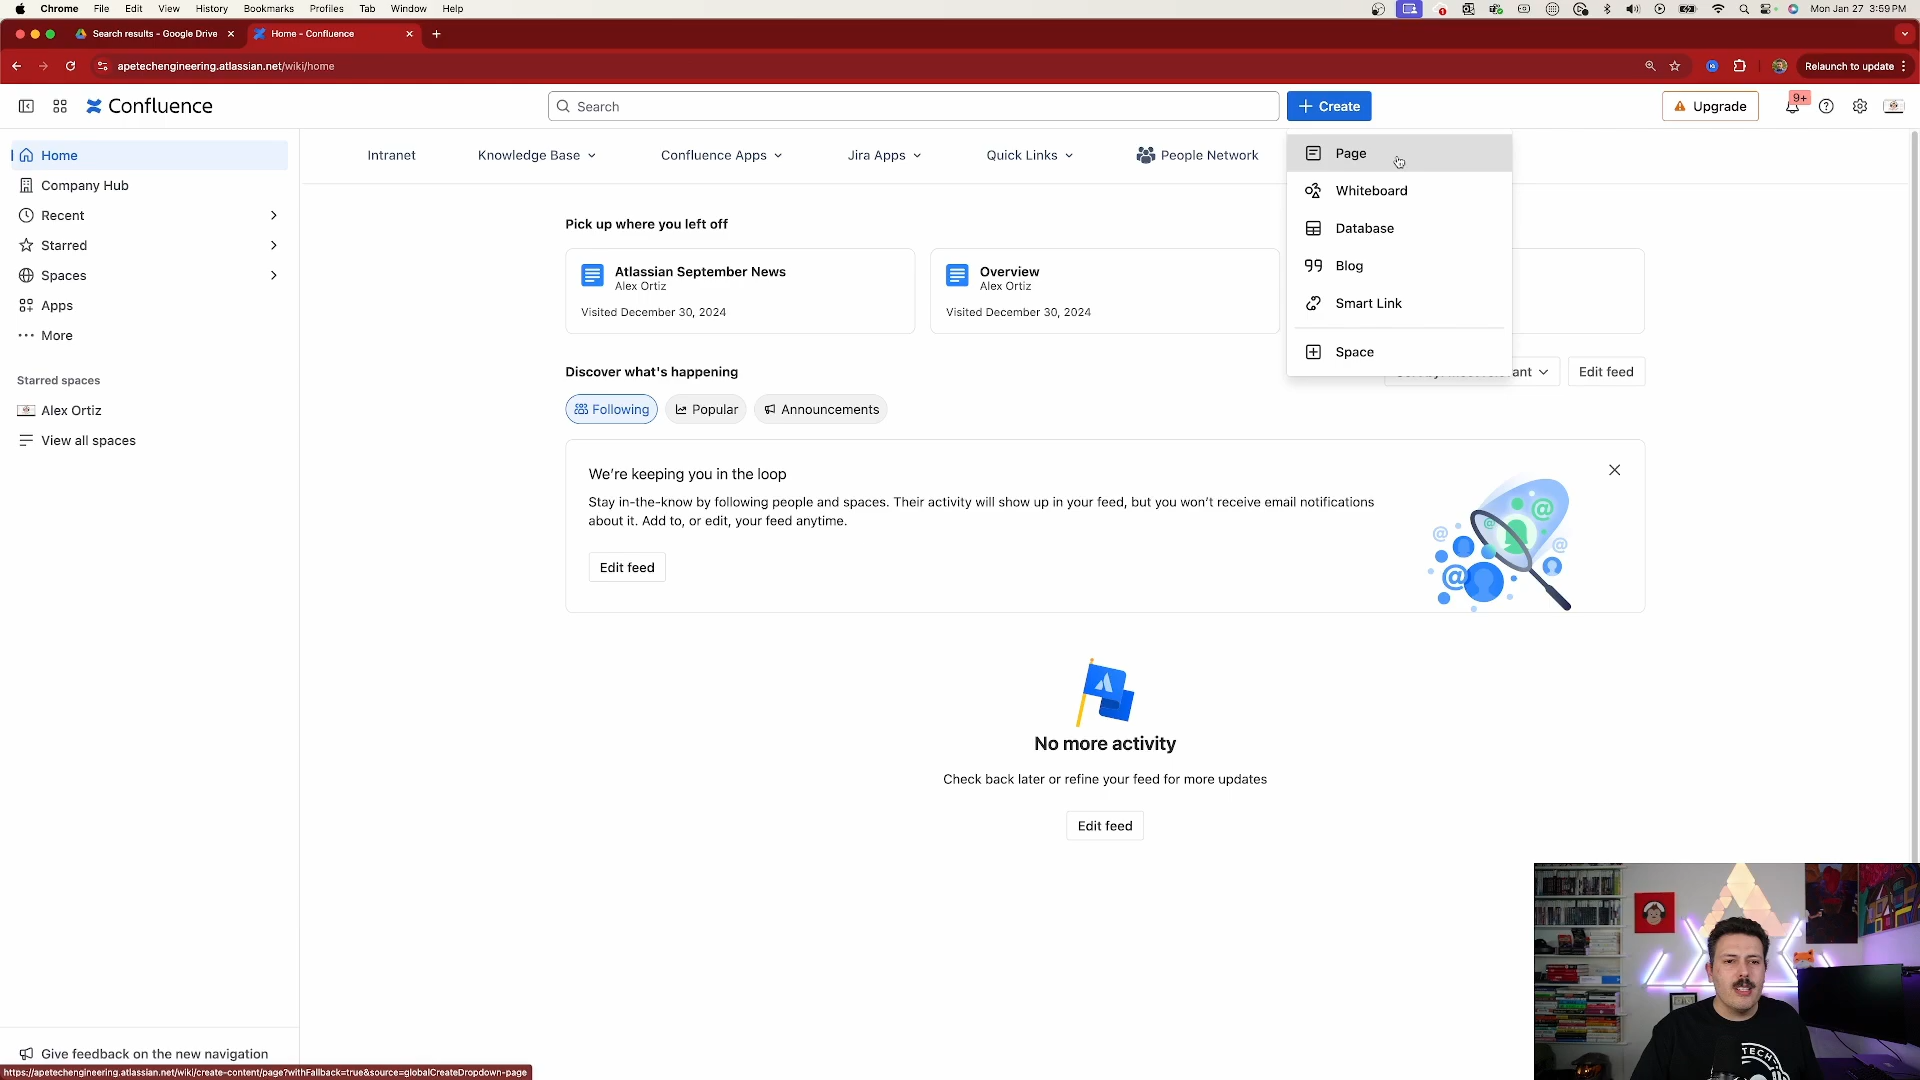 Chrome File Edit View History Bookmarks Profiles Tab Window Help
Mon Jan 27 3:59 PM
Search results - Google Drive
Home - Confluence
apetechengineering.atlassian.net/wiki/home
Relaunch to update
Confluence
Search
Create
Upgrade
9+
Home
Company Hub
Recent
Starred
Spaces
Apps
More
Starred spaces
Alex Ortiz
View all spaces
Intranet
Knowledge Base
Confluence Apps
Jira Apps
Quick Links
People Network
Page
Whiteboard
Database
Blog
Smart Link
Space
Pick up where you left off
Atlassian September News
Alex Ortiz
Visited December 30, 2024
Overview
Alex Ortiz
Visited December 30, 2024
Discover what's happening
Edit feed
Following
Popular
Announcements
We're keeping you in the loop
Stay in-the-know by following people and spaces. Their activity will show up in your feed, but you won't receive email notifications
about it. Add to, or edit, your feed anytime.
Edit feed
No more activity
Check back later or refine your feed for more updates
Edit feed
Give feedback on the new navigation
https://apetechengineering.atlassian.net/wiki/create-content/page?withFallback=true&source=globalCreateDropdown-page
TECH